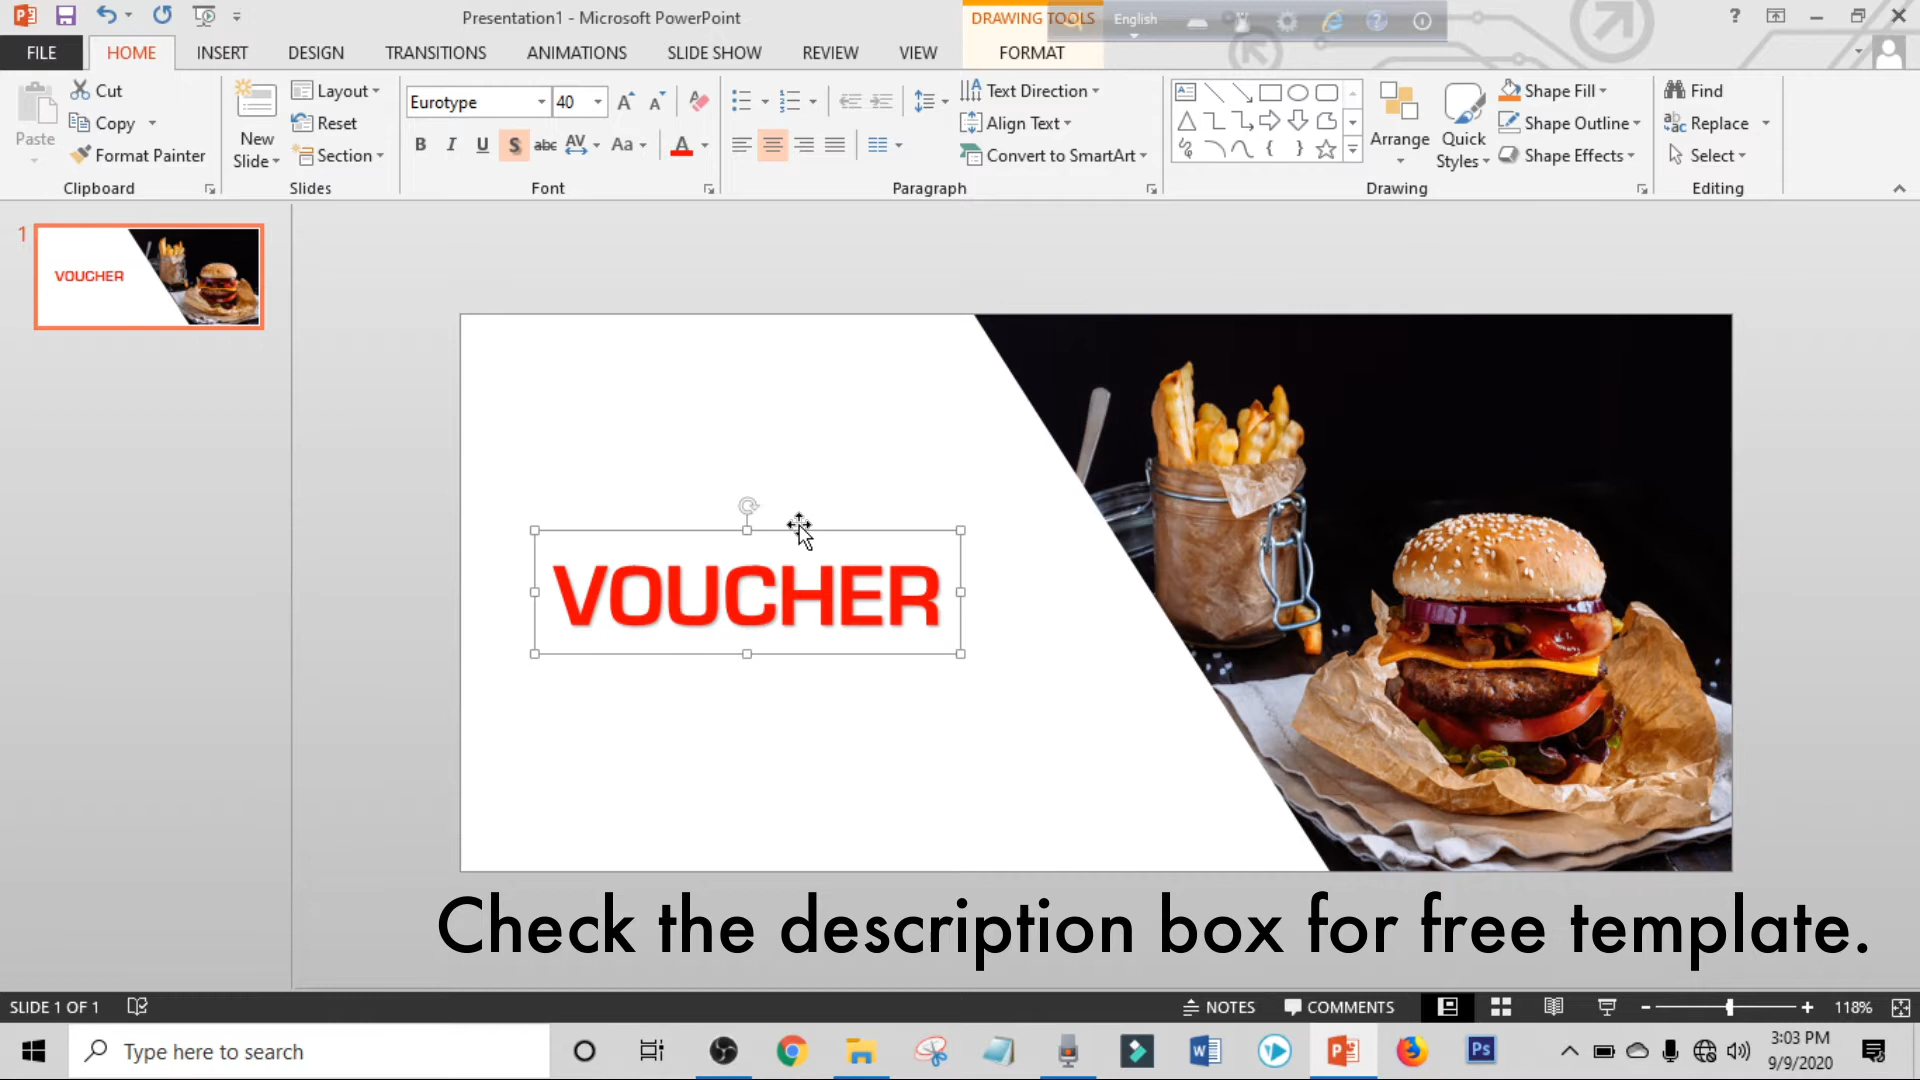 Presentation1 - Microsoft PowerPoint
DRAWING TOOLS
English
FILE HOME INSERT DESIGN TRANSITIONS ANIMATIONS SLIDE SHOW REVIEW VIEW FORMAT
Paste
Cut
Copy
Format Painter
Clipboard
New Slide
Layout
Reset
Section
Slides
Eurotype 40
B I U S abc AV Aa A
Font
Text Direction
Align Text
Convert to SmartArt
Paragraph
Arrange
Quick Styles
Shape Fill
Shape Outline
Shape Effects
Drawing
Find
Replace
Select
Editing
1
VOUCHER
VOUCHER
Check the description box for free template.
SLIDE 1 OF 1
NOTES COMMENTS 118%
Type here to search
Ps
3:03 PM
9/9/2020